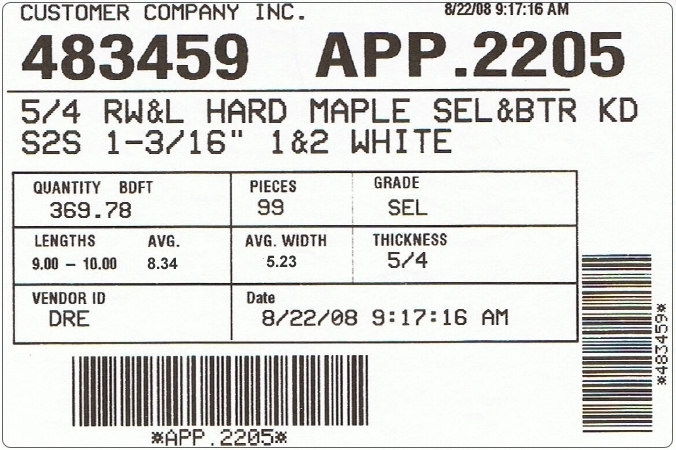 CUSTOMER COMPANY INC. 8/22/08 9:17:16 AM
483459 APP.2205
5/4 RW&L HARD MAPLE SEL&BTR KD
S2S 1-3/16" 1&2 WHITE
QUANTITY BDFT PIECES GRADE
369.78 99 SEL
LENGTHS AVG. AVG. WIDTH THICKNESS
9.00 – 10.00 8.34 5.23 5/4
VENDOR ID Date
DRE 8/22/08 9:17:16 AM
*483459*
*APP.2205*